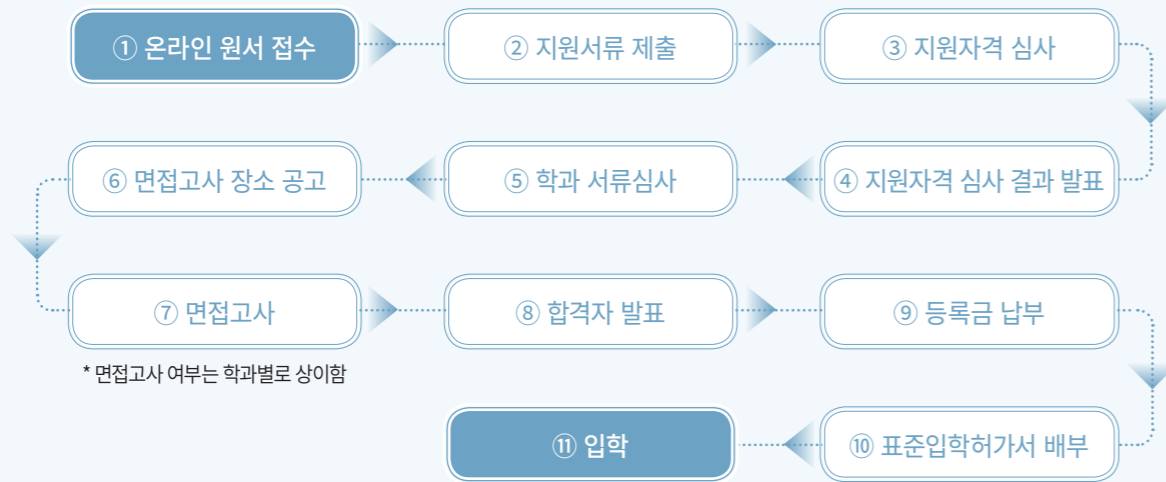 ① 온라인 원서 접수
② 지원서류 제출
③ 지원자격 심사
④ 지원자격 심사 결과 발표
⑤ 학과 서류심사
⑥ 면접고사 장소 공고
⑦ 면접고사
* 면접고사 여부는 학과별로 상이함
⑧ 합격자 발표
⑨ 등록금 납부
⑩ 표준입학허가서 배부
⑪ 입학